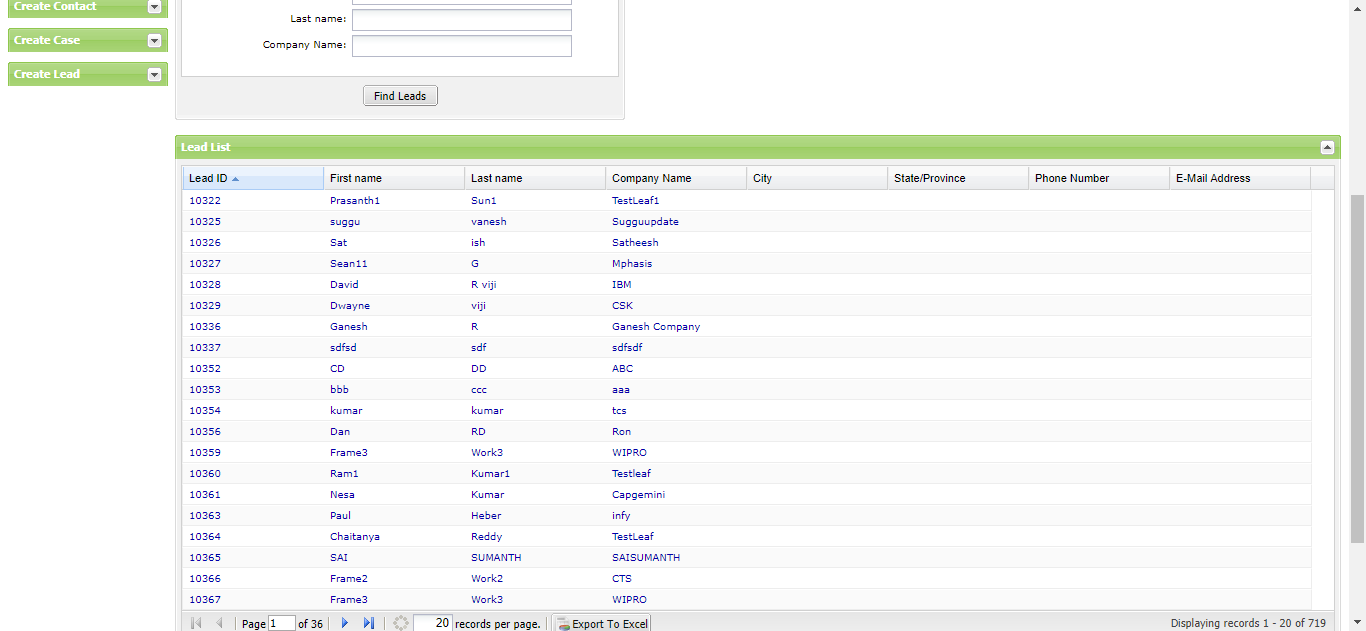 Create Contact
Create Case
Create Lead
Last name:
Company Name:
Find Leads
Lead List
Lead ID First name Last name Company Name City State/Province Phone Number E-Mail Address
10322 Prasanth1 Sun1 TestLeaf1
10325 suggu vanesh Sugguupdate
10326 Sat ish Satheesh
10327 Sean11 G Mphasis
10328 David R viji IBM
10329 Dwayne viji CSK
10336 Ganesh R Ganesh Company
10337 sdfsd sdf sdfsdf
10352 CD DD ABC
10353 bbb ccc aaa
10354 kumar kumar tcs
10356 Dan RD Ron
10359 Frame3 Work3 WIPRO
10360 Ram1 Kumar1 Testleaf
10361 Nesa Kumar Capgemini
10363 Paul Heber infy
10364 Chaitanya Reddy TestLeaf
10365 SAI SUMANTH SAISUMANTH
10366 Frame2 Work2 CTS
10367 Frame3 Work3 WIPRO
Page 1 of 36 20 records per page. Export To Excel Displaying records 1 - 20 of 719